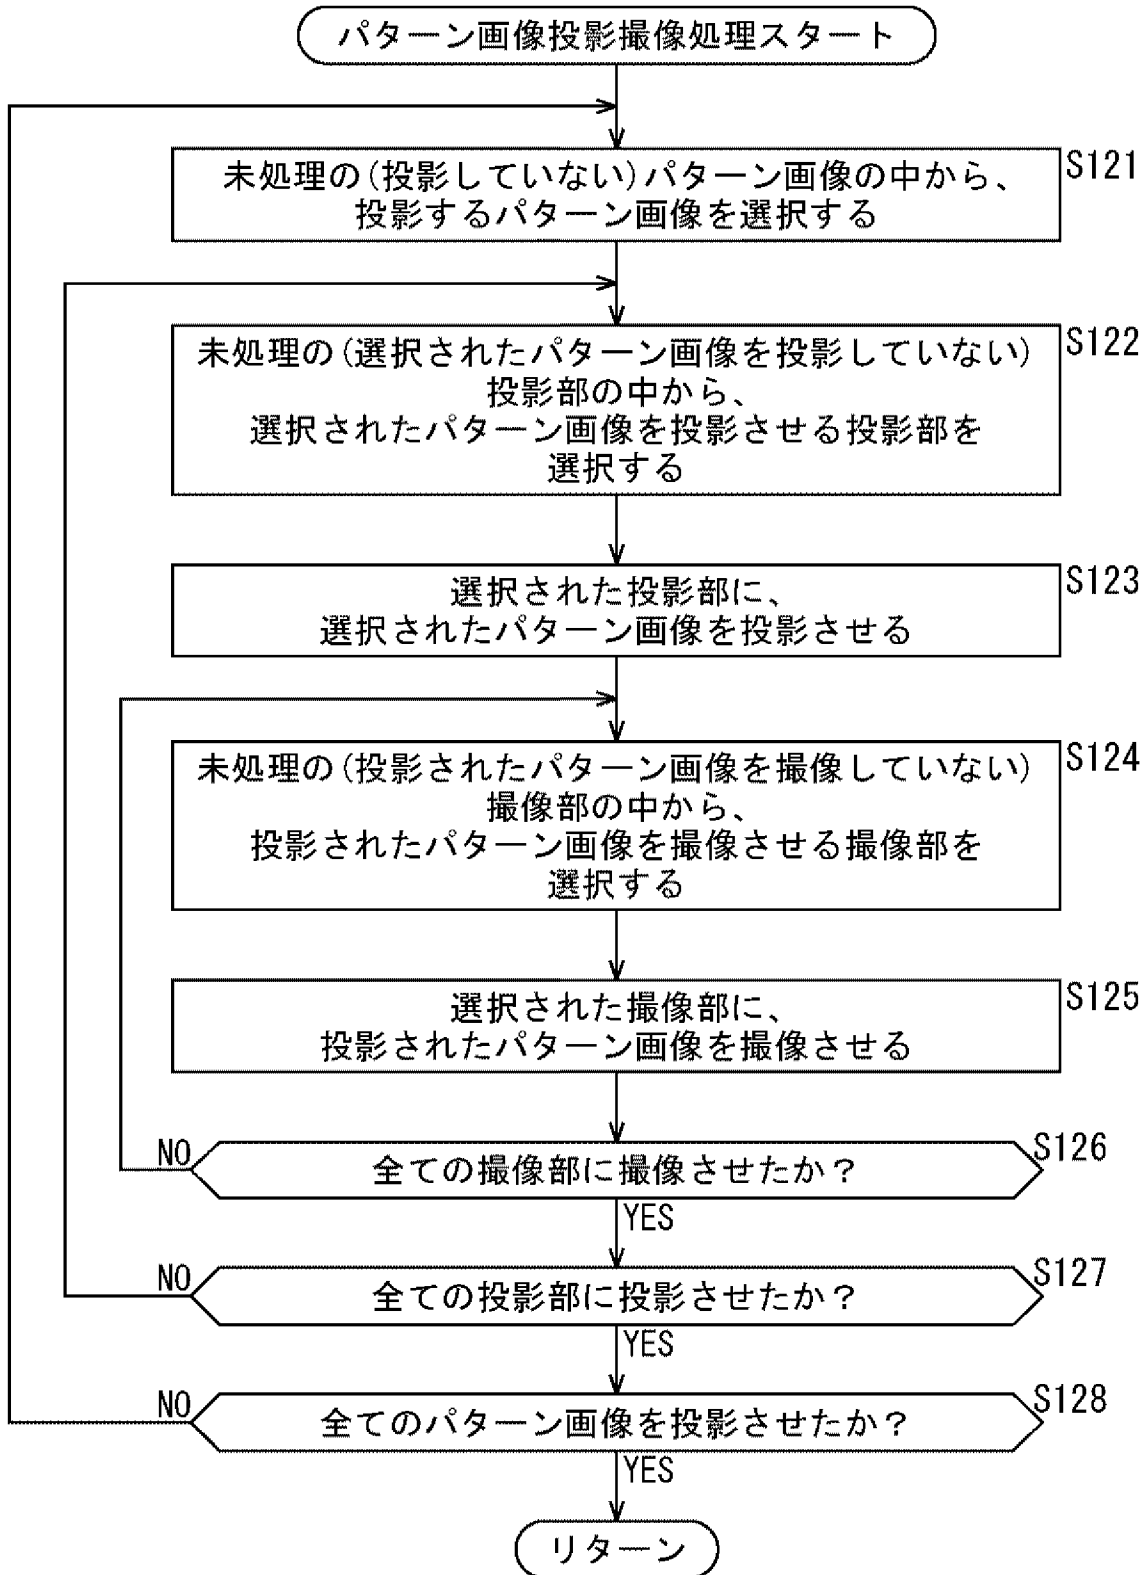 パターン画像投影撮像処理スタート
S121
未処理の(投影していない)パターン画像の中から、
投影するパターン画像を選択する
S122
未処理の(選択されたパターン画像を投影していない)
投影部の中から、
選択されたパターン画像を投影させる投影部を
選択する
S123
選択された投影部に、
選択されたパターン画像を投影させる
S124
未処理の(投影されたパターン画像を撮像していない)
撮像部の中から、
投影されたパターン画像を撮像させる撮像部を
選択する
S125
選択された撮像部に、
投影されたパターン画像を撮像させる
NO
S126
全ての撮像部に撮像させたか?
YES
NO
S127
全ての投影部に投影させたか?
YES
NO
S128
全てのパターン画像を投影させたか?
YES
リターン